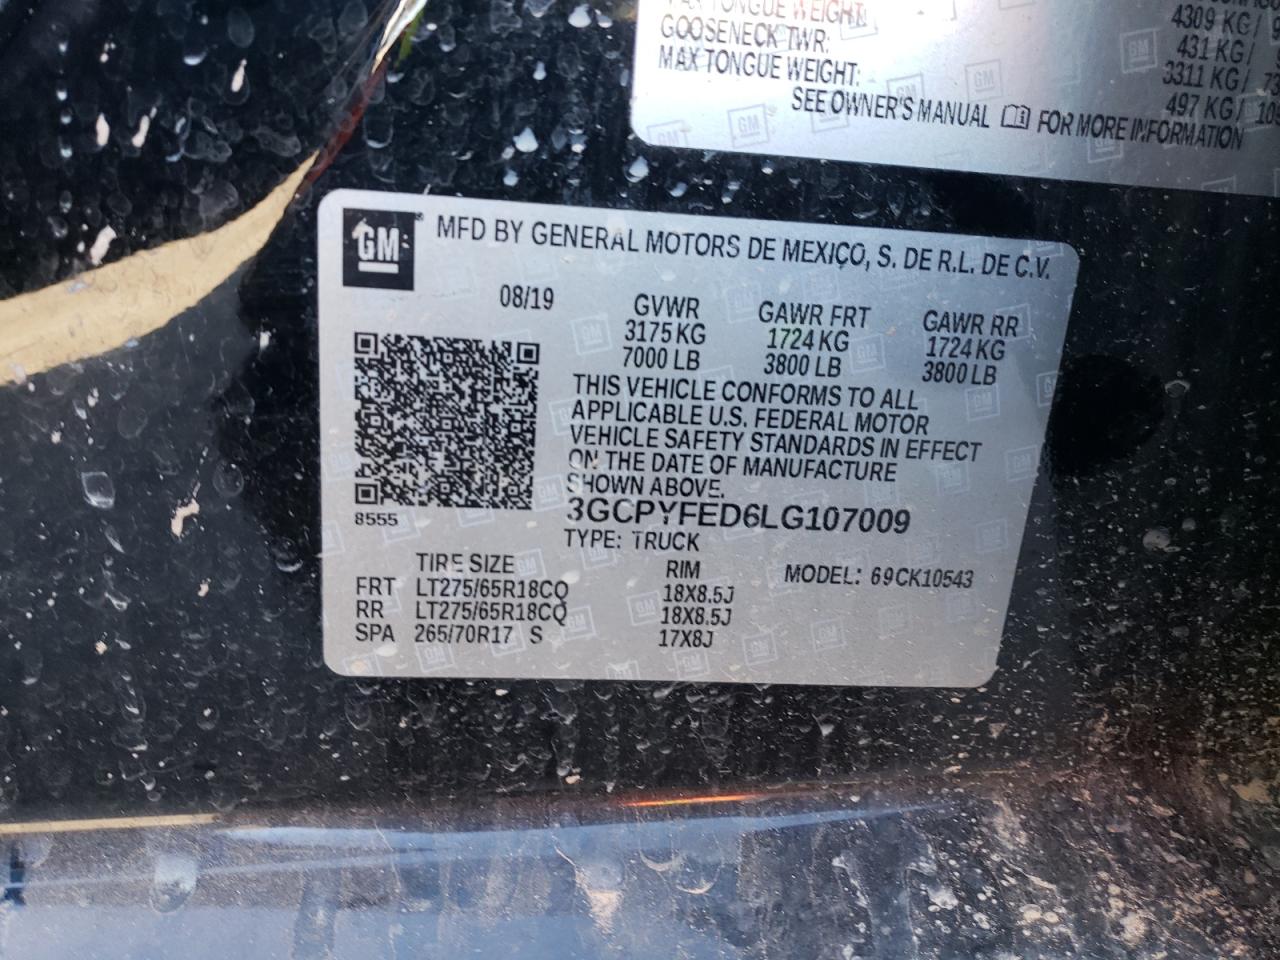 WEIGHT:
GOOSENECK TWR:
MAX TONGUE WEIGHT:
4309 KG/
431 KG/
3311 KG/
497 KG/
SEE OWNER'S MANUAL FOR MORE INFORMATION
GM
MFD BY GENERAL MOTORS DE MEXICO, S. DE R.L. DE C.V.
08/19
GVWR GAWR FRT GAWR RR
3175 KG 1724 KG 1724 KG
7000 LB 3800 LB 3800 LB
THIS VEHICLE CONFORMS TO ALL
APPLICABLE U.S. FEDERAL MOTOR
VEHICLE SAFETY STANDARDS IN EFFECT
ON THE DATE OF MANUFACTURE
SHOWN ABOVE.
8555
3GCPYFED6LG107009
TYPE: TRUCK
TIRE SIZE RIM MODEL: 69CK10543
FRT LT275/65R18CQ 18X8.5J
RR LT275/65R18CQ 18X8.5J
SPA 265/70R17 S 17X8J